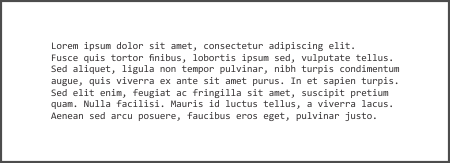 Lorem ipsum dolor sit amet, consectetur adipiscing elit.
Fusce quis tortor finibus, lobortis ipsum sed, vulputate tellus.
Sed aliquet, ligula non tempor pulvinar, nibh turpis condimentum
augue, quis viverra ex ante sit amet purus. In et sapien turpis.
Sed elit enim, feugiat ac fringilla sit amet, suscipit pretium
quam. Nulla facilisi. Mauris id luctus tellus, a viverra lacus.
Aenean sed arcu posuere, faucibus eros eget, pulvinar justo.